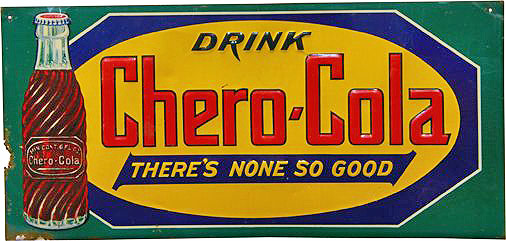 DRINK
Chero-Cola
THERE'S NONE SO GOOD
Chero-Cola